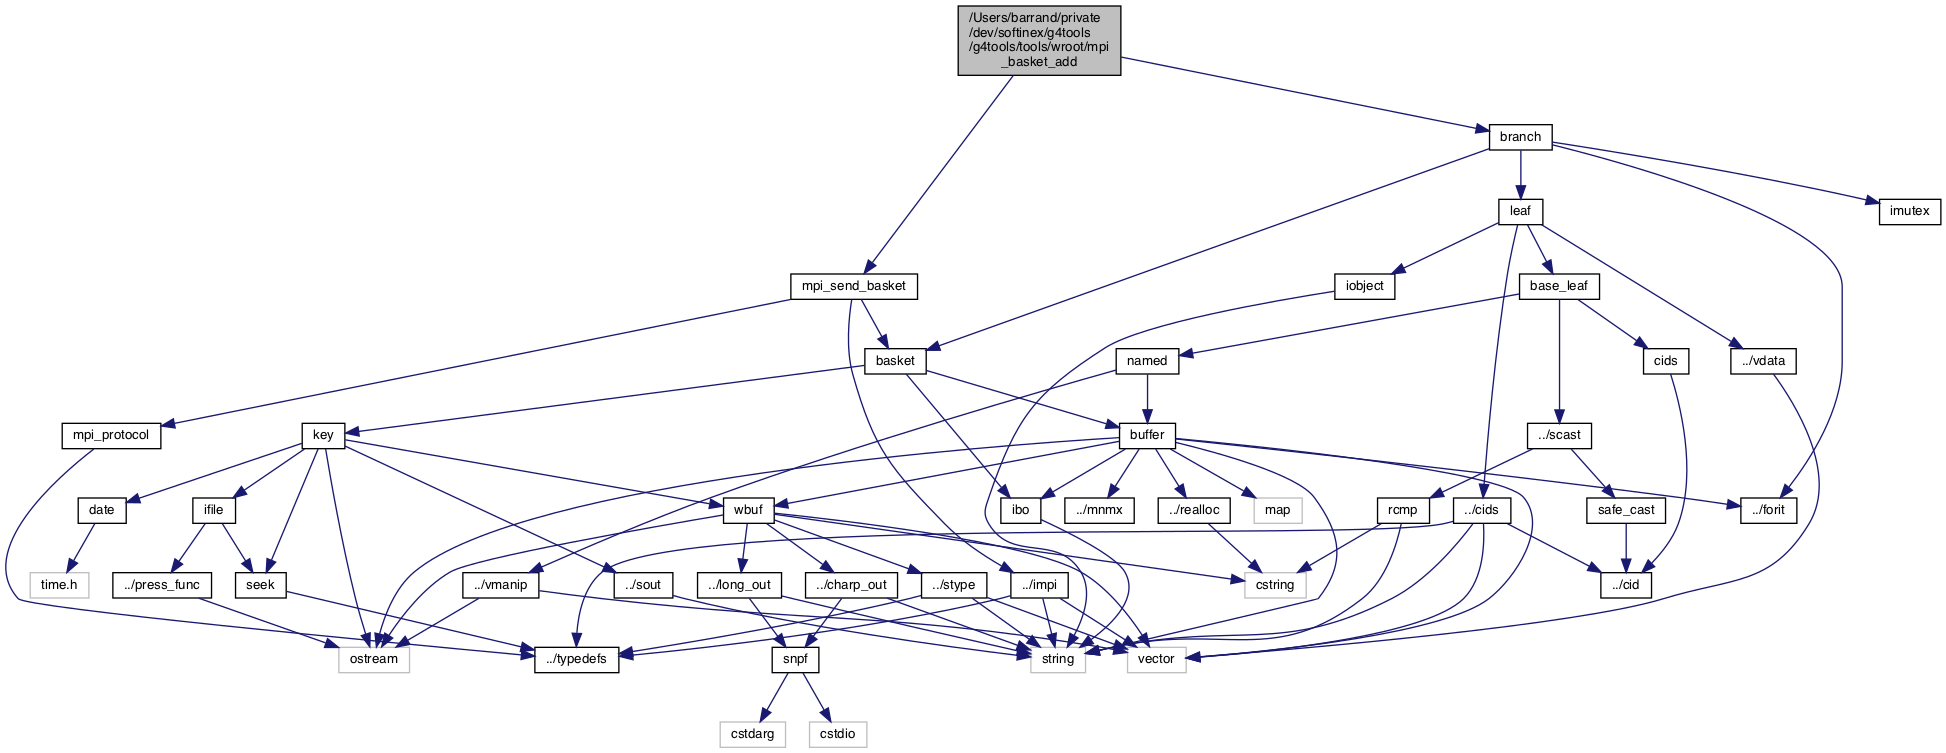 /Users/barrand/private
/dev/softinex/g4tools
/g4tools/tools/wroot/mpi
_basket_add
branch
leaf
imutex
mpi_send_basket
iobject
base_leaf
basket
named
cids
../vdata
mpi_protocol
key
buffer
../scast
date
ifile
wbuf
ibo
../mnmx
../realloc
map
rcmp
../cids
safe_cast
../forit
time.h
../press_func
seek
../vmanip
../sout
../long_out
../charp_out
../stype
../impi
cstring
../cid
ostream
../typedefs
snpf
string
vector
cstdarg
cstdio